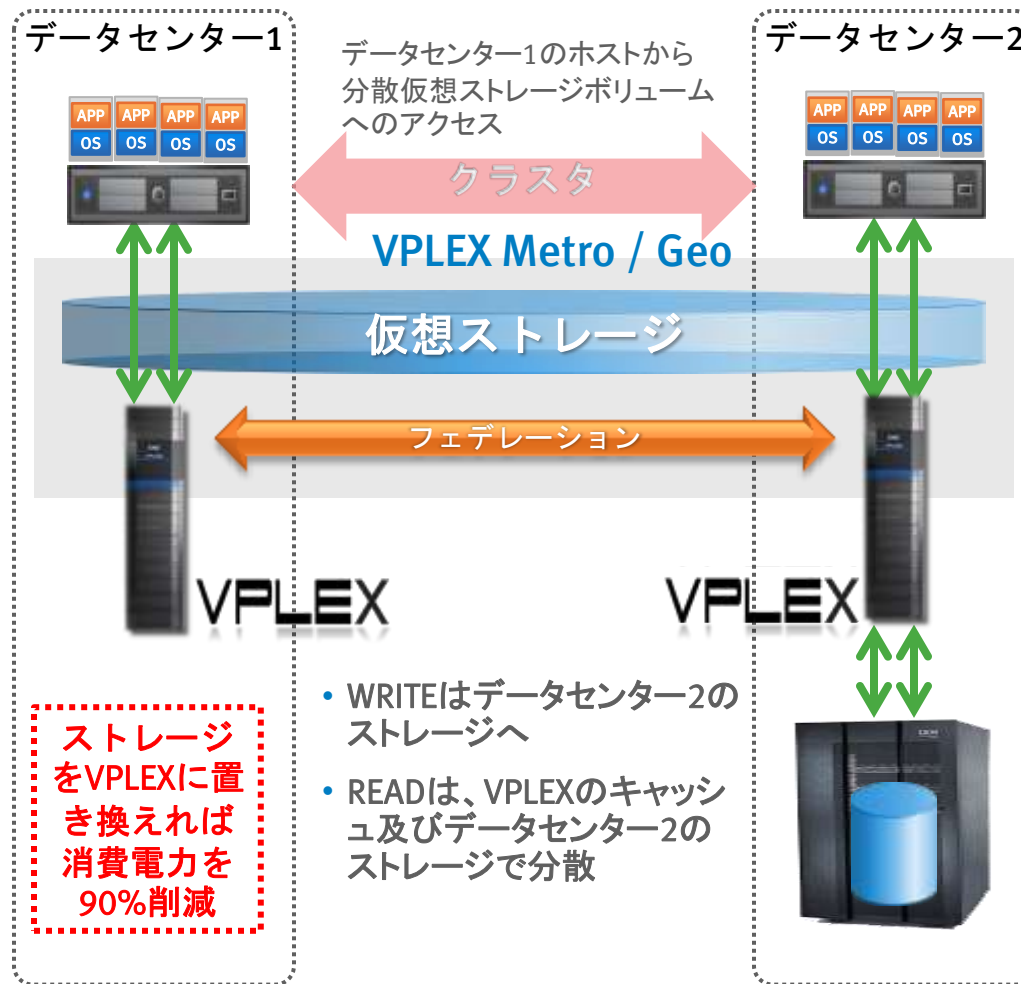 データセンター1
データセンター2
データセンター1のホストから
分散仮想ストレージボリューム
へのアクセス
APP APP APP APP
OS OS OS OS
APP APP APP APP
OS OS OS OS
クラスタ
VPLEX Metro / Geo
仮想ストレージ
フェデレーション
VPLEX
VPLEX
• WRITEはデータセンター2の
ストレージへ
• READは、VPLEXのキャッシ
ュ及びデータセンター2の
ストレージで分散
ストレージ
をVPLEXに置
き換えれば
消費電力を
90%削減